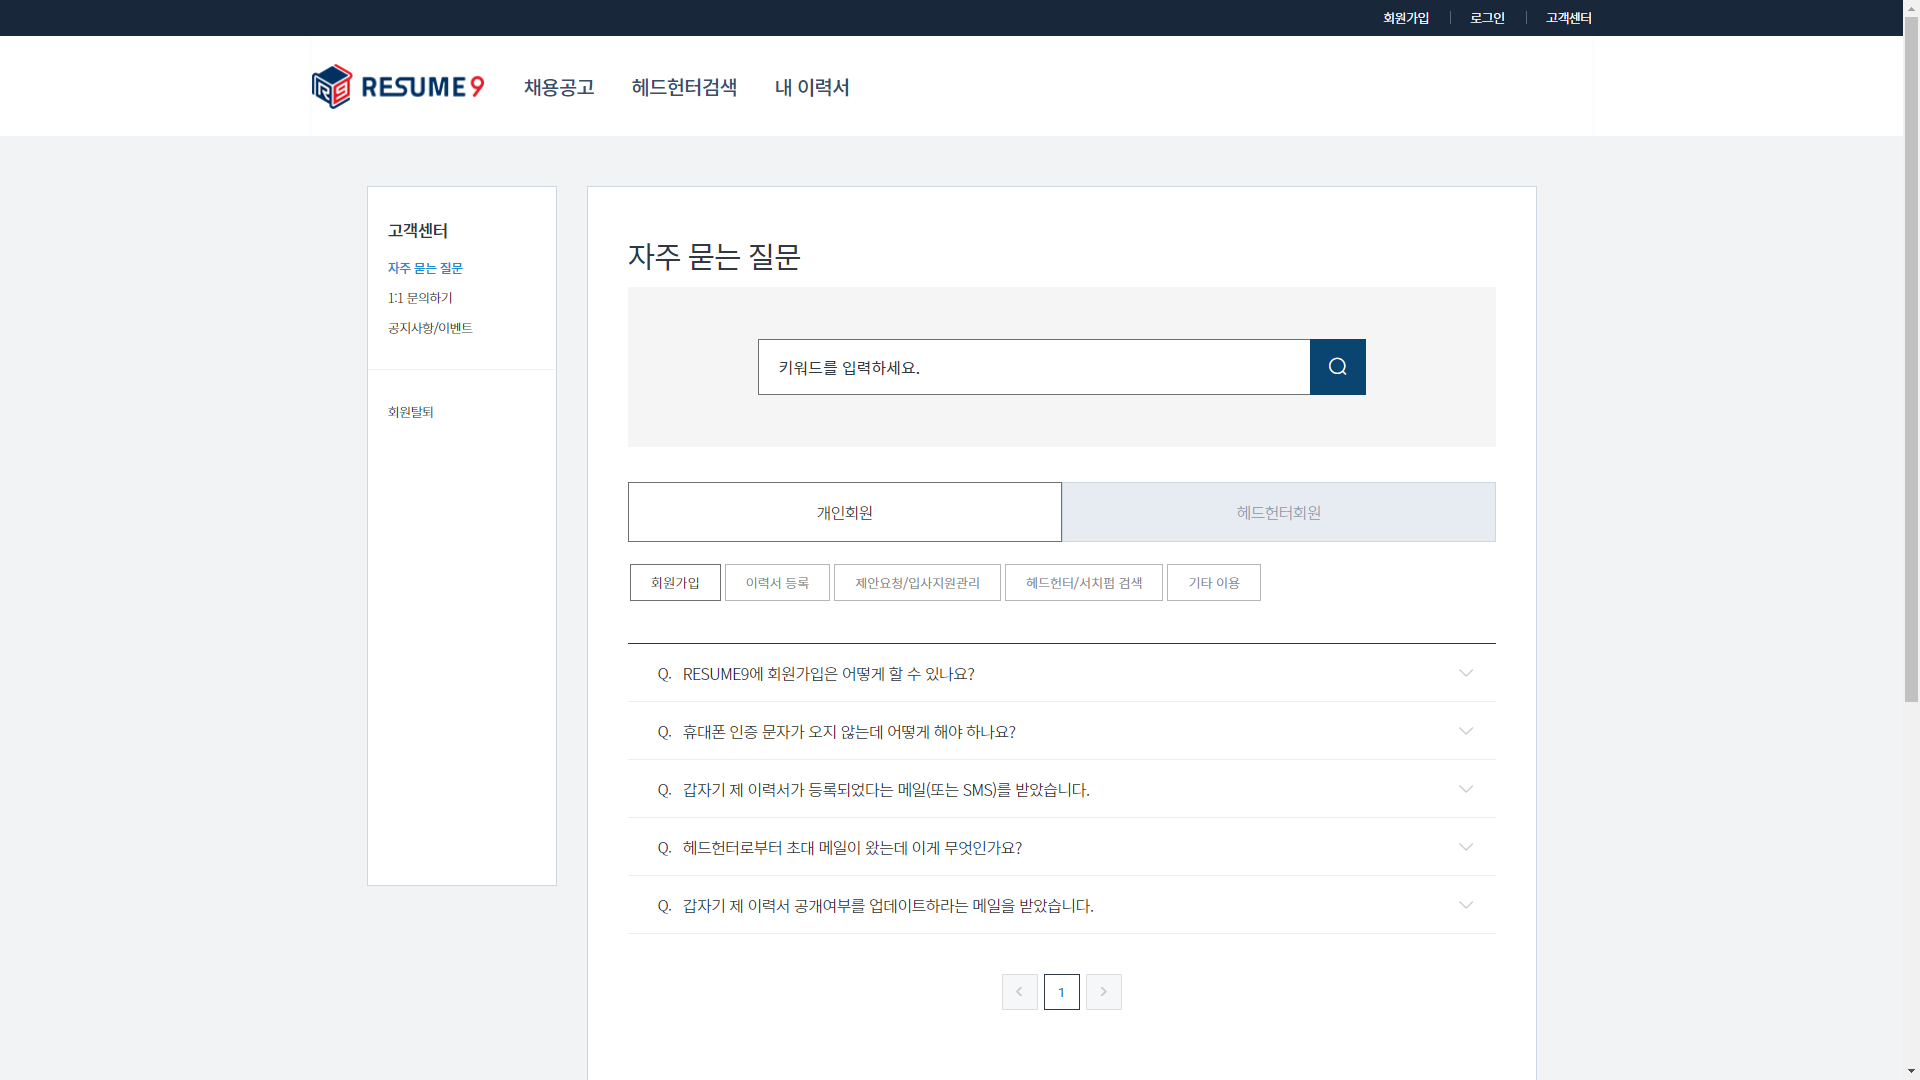 회원가입 로그인 고객센터
RESUME9 채용공고 헤드헌터검색 내 이력서
고객센터
자주 묻는 질문
1:1 문의하기
공지사항/이벤트
회원탈퇴
자주 묻는 질문
키워드를 입력하세요.
개인회원 헤드헌터회원
회원가입 이력서 등록 제안요청/입사지원관리 헤드헌터/서치펌 검색 기타 이용
Q. RESUME9에 회원가입은 어떻게 할 수 있나요?
Q. 휴대폰 인증 문자가 오지 않는데 어떻게 해야 하나요?
Q. 갑자기 제 이력서가 등록되었다는 메일(또는 SMS)를 받았습니다.
Q. 헤드헌터로부터 초대 메일이 왔는데 이게 무엇인가요?
Q. 갑자기 제 이력서 공개여부를 업데이트하라는 메일을 받았습니다.
1